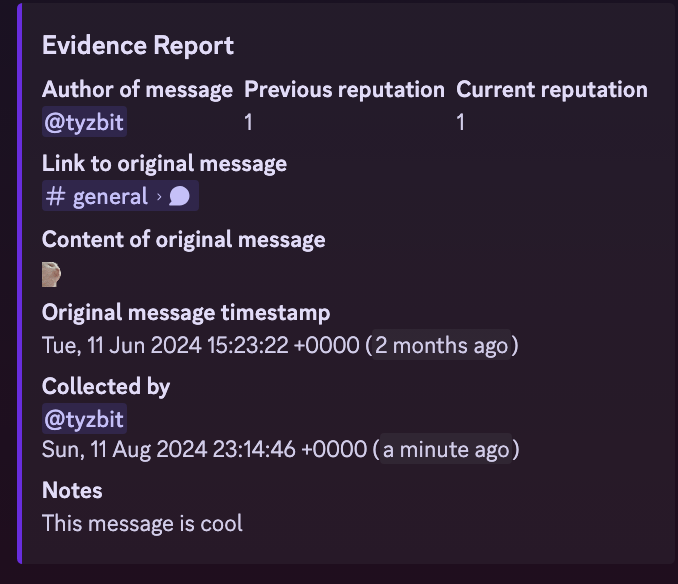 Evidence Report
Author of message Previous reputation Current reputation
@tyzbit 1 1
Link to original message
# general ›
Content of original message
Original message timestamp
Tue, 11 Jun 2024 15:23:22 +0000 (2 months ago)
Collected by
@tyzbit
Sun, 11 Aug 2024 23:14:46 +0000 (a minute ago)
Notes
This message is cool